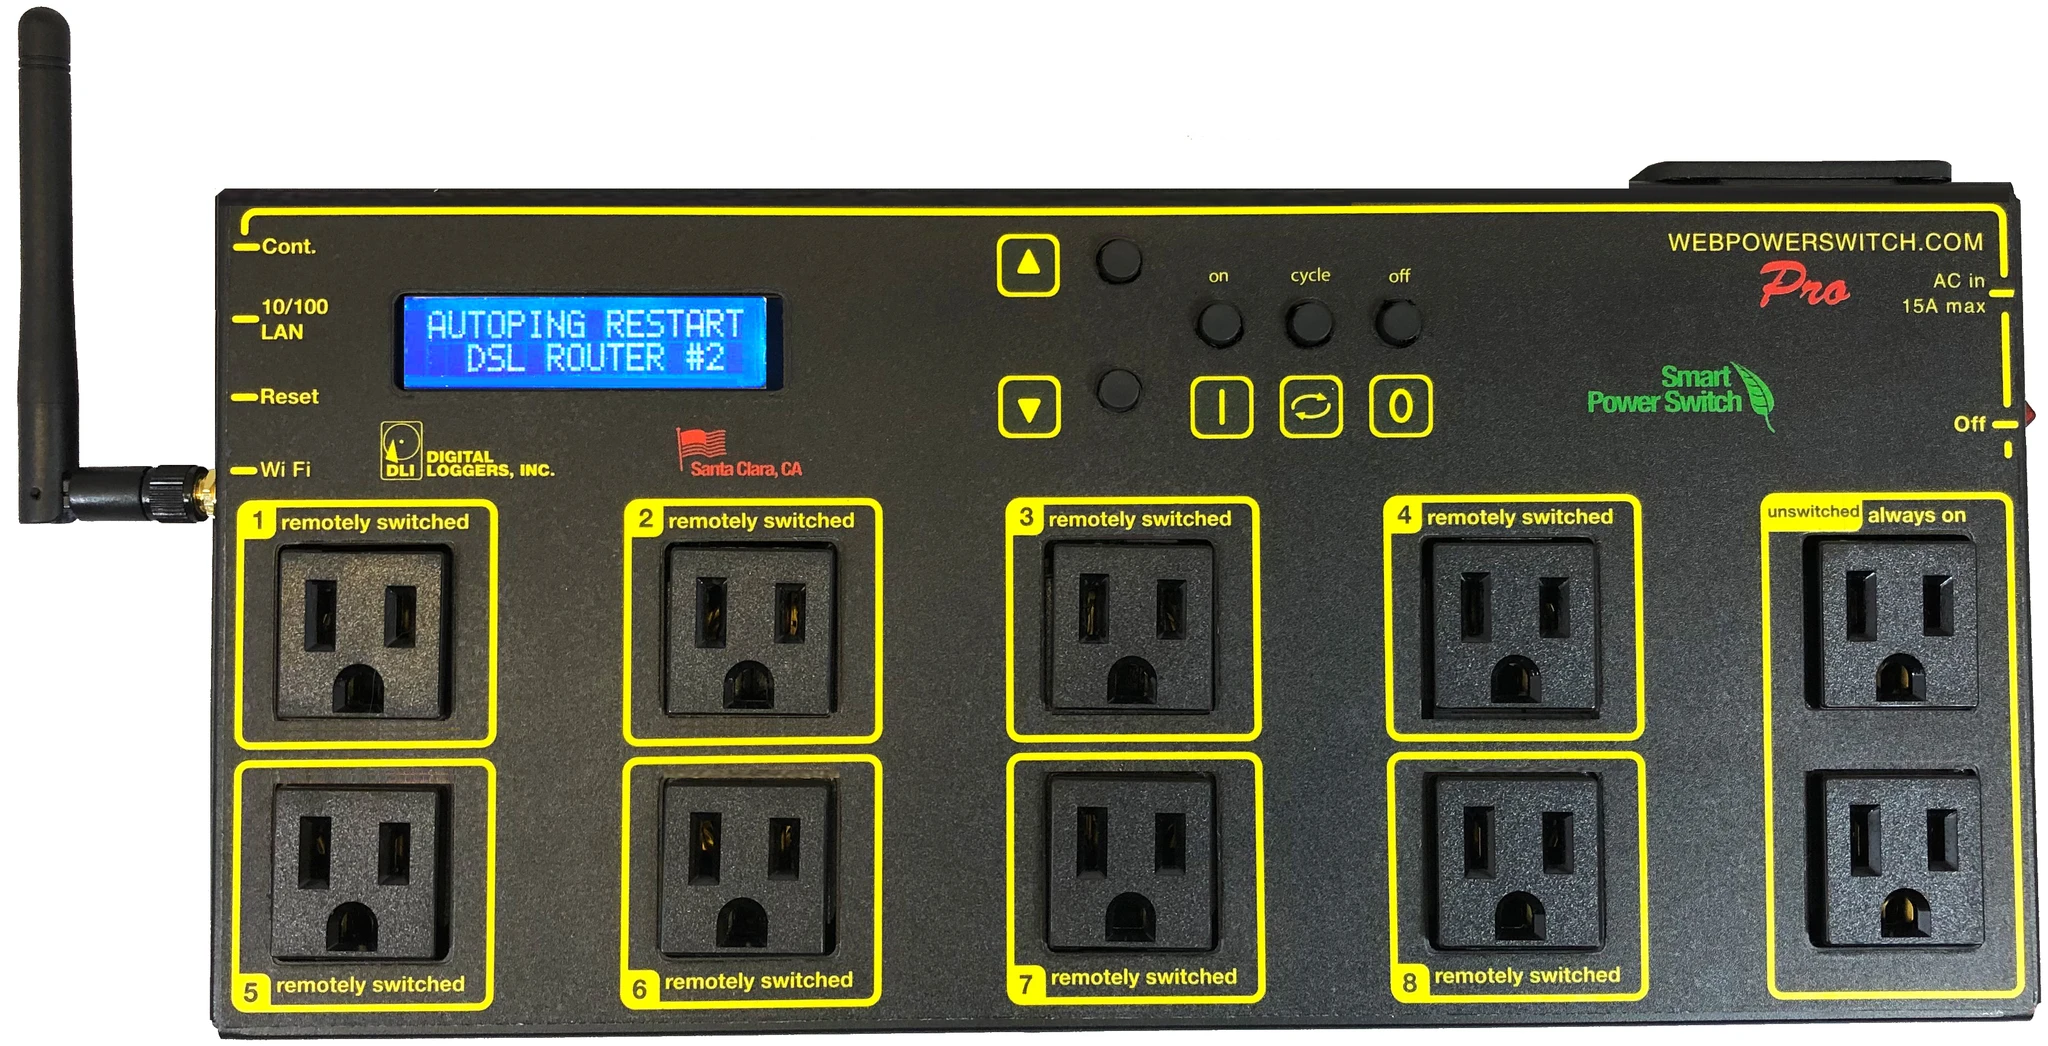 Cont.
10/100
LAN
Reset
Wi Fi
AUTOPING RESTART
DSL ROUTER #2
DLI
DIGITAL
LOGGERS, INC.
Santa Clara, CA
on cycle off
WEBPOWERSWITCH.COM
Pro
AC in
15A max
Smart
Power Switch
Off
1 remotely switched
2 remotely switched
3 remotely switched
4 remotely switched
unswitched always on
5 remotely switched
6 remotely switched
7 remotely switched
8 remotely switched